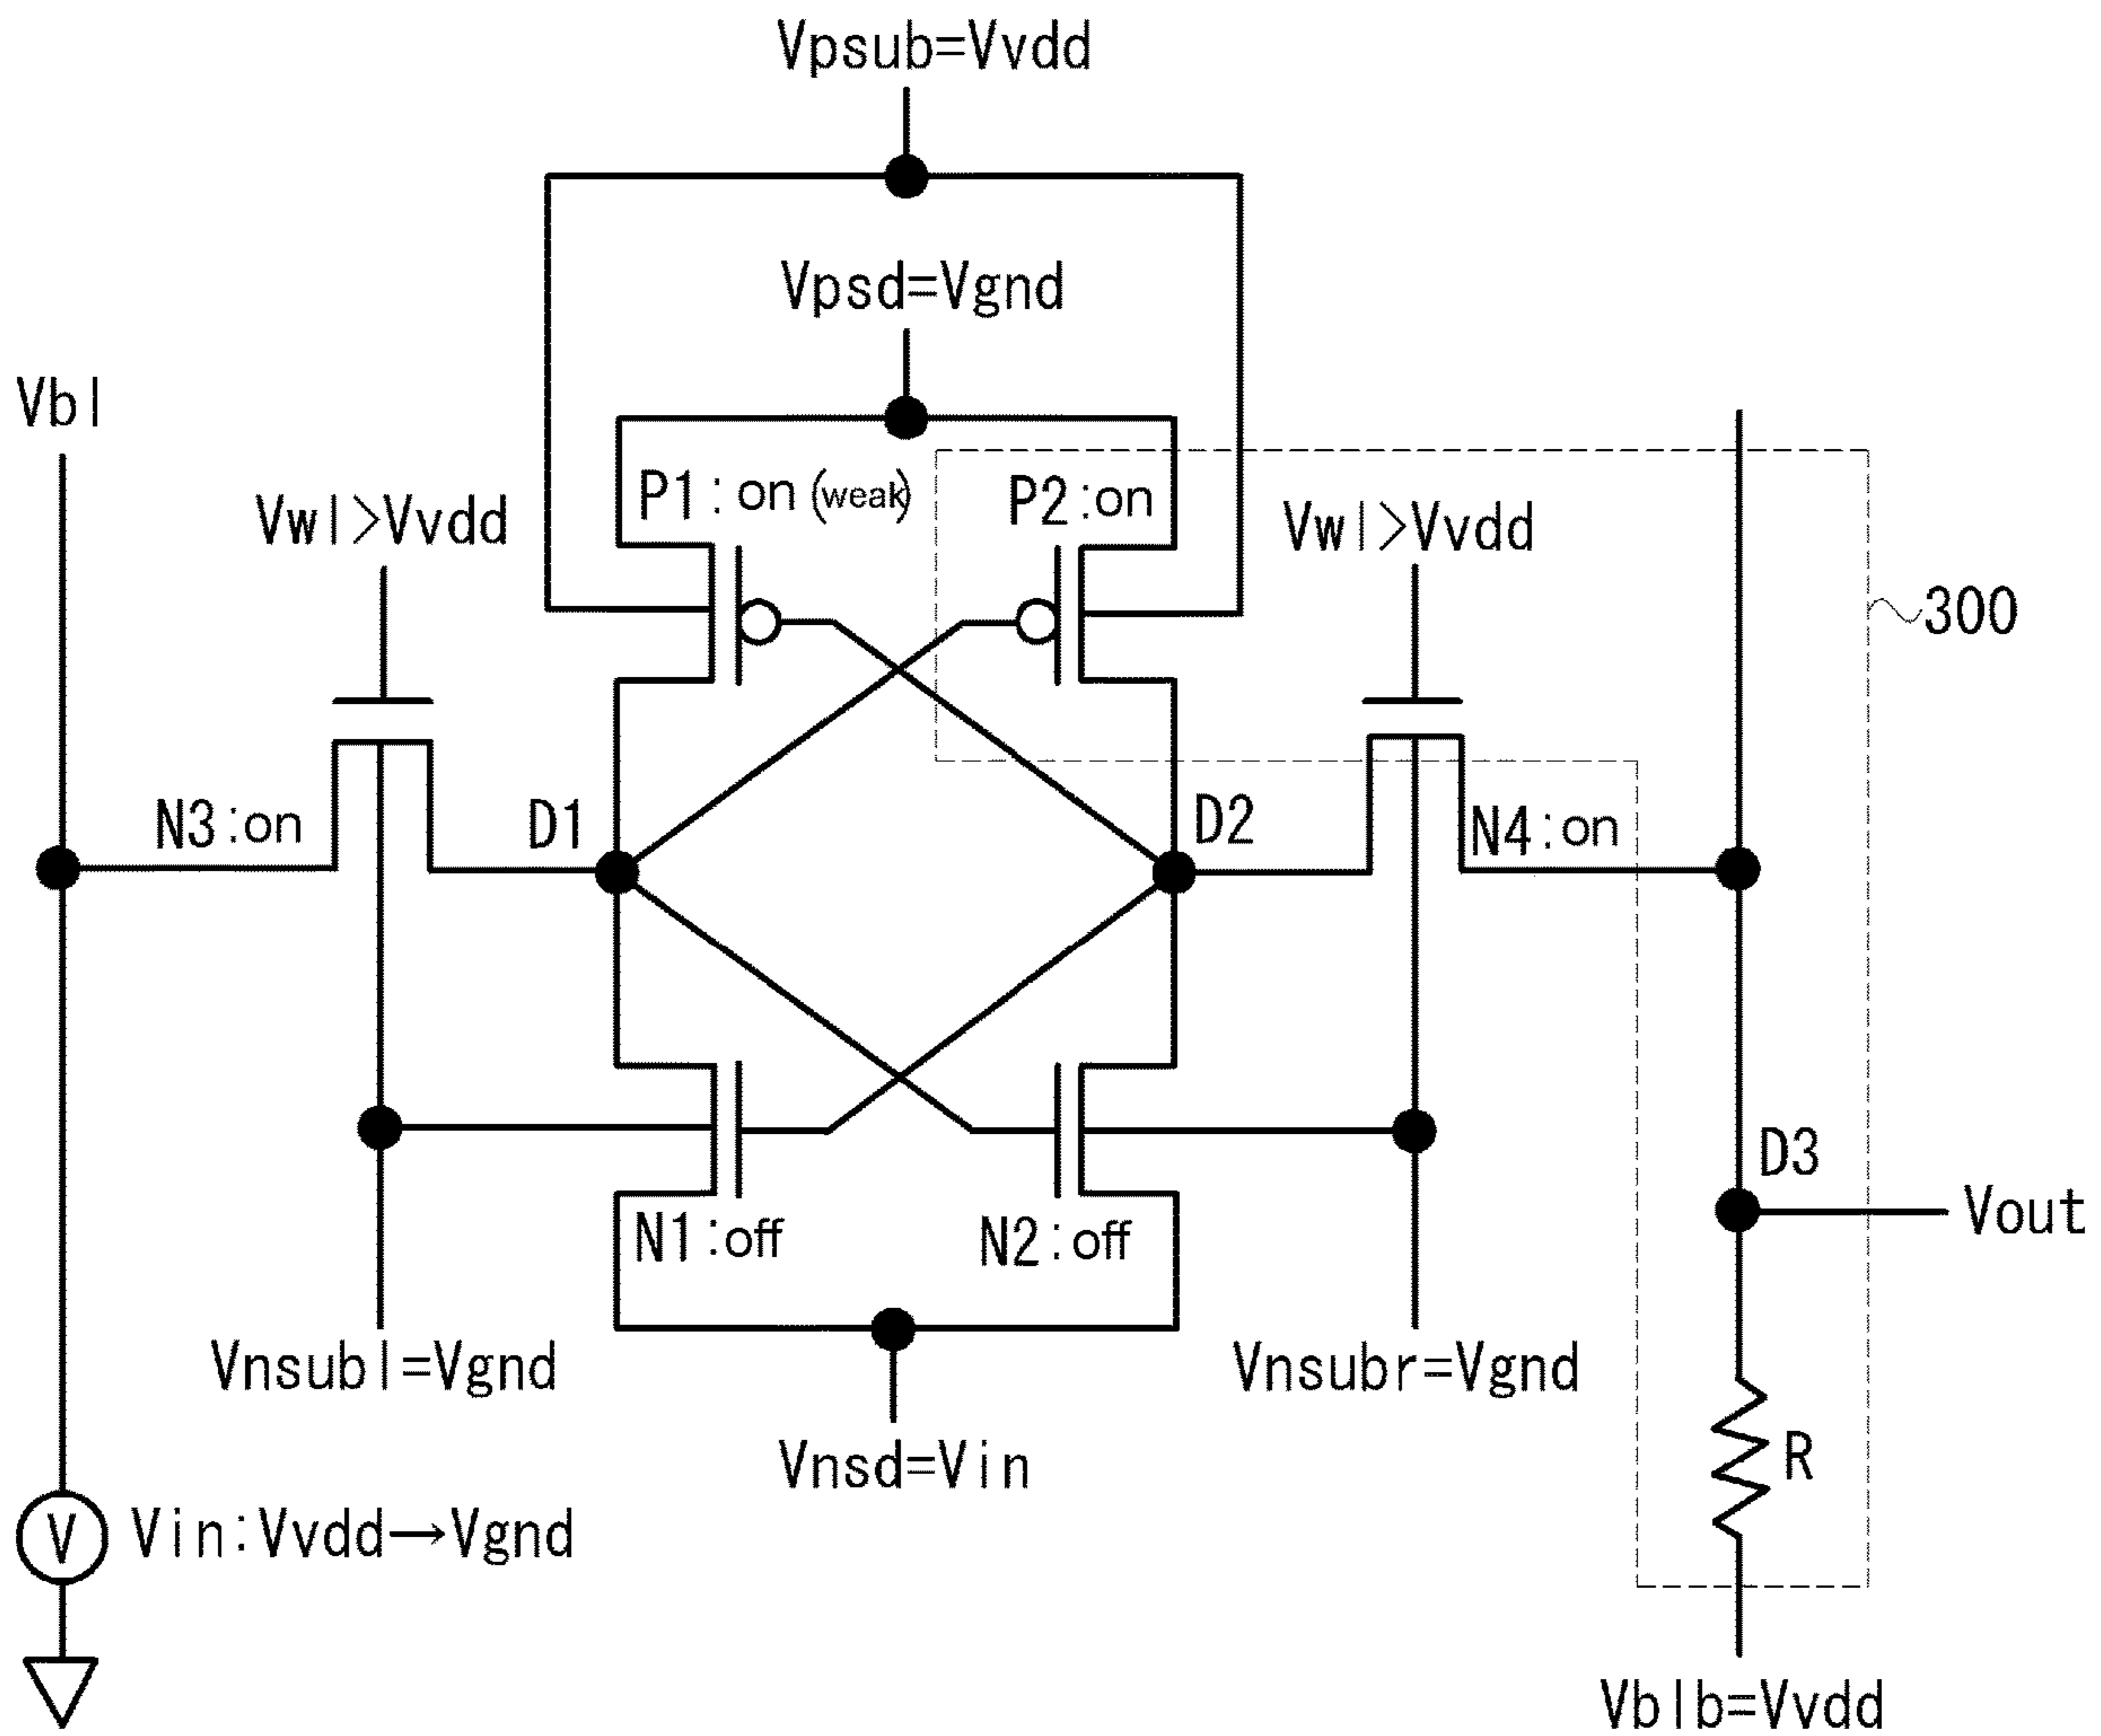 Vpsub=Vvdd
Vpsd=Vgnd
Vbl
P1:on(weak)
P2:on
Vwl>Vvdd
Vwl>Vvdd
300
N3:on
D1
D2
N4:on
D3
Vout
N1:off
N2:off
Vnsubl=Vgnd
Vnsubr=Vgnd
Vnsd=Vin
R
V
Vin:Vvdd→Vgnd
Vblb=Vvdd